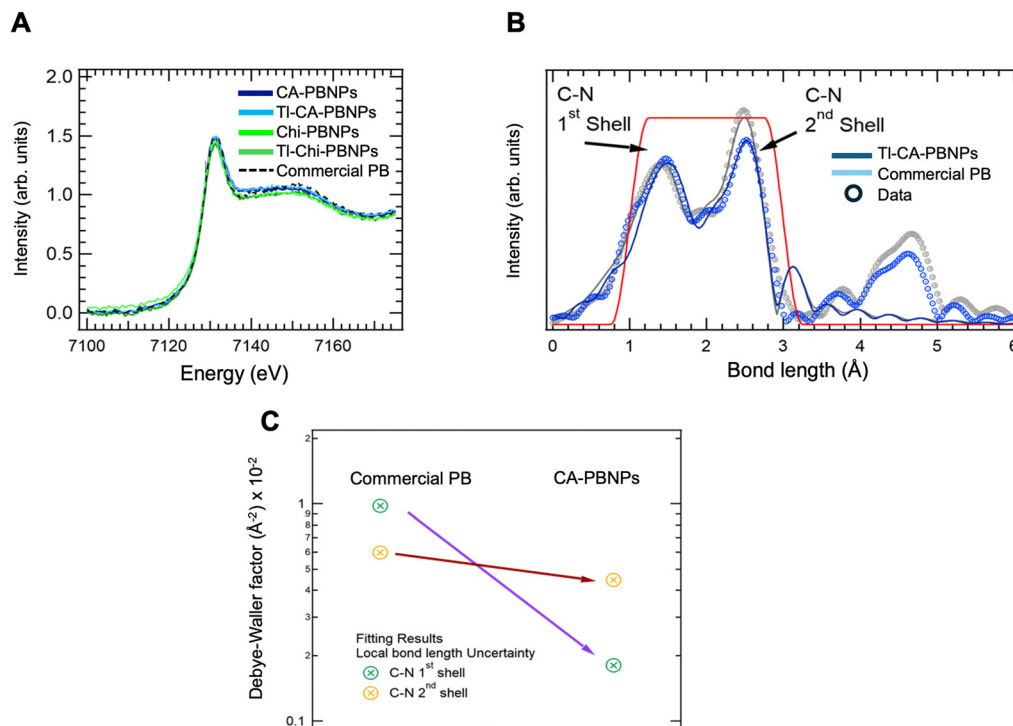 A
Intensity (arb. units)
2.0
1.5
1.0
0.5
0.0
CA-PBNPs
Tl-CA-PBNPs
Chi-PBNPs
Tl-Chi-PBNPs
Commercial PB
7100 7120 7140 7160
Energy (eV)
B
Intensity (arb. units)
C-N
1st Shell
C-N
2nd Shell
Tl-CA-PBNPs
Commercial PB
Data
0 1 2 3 4 5 6
Bond length (Å)
C
Debye-Waller factor (Å-2) x 10-2
2
1
9
8
7
6
5
4
3
2
0.1
Commercial PB CA-PBNPs
Fitting Results
Local bond length Uncertainty
C-N 1st shell
C-N 2nd shell